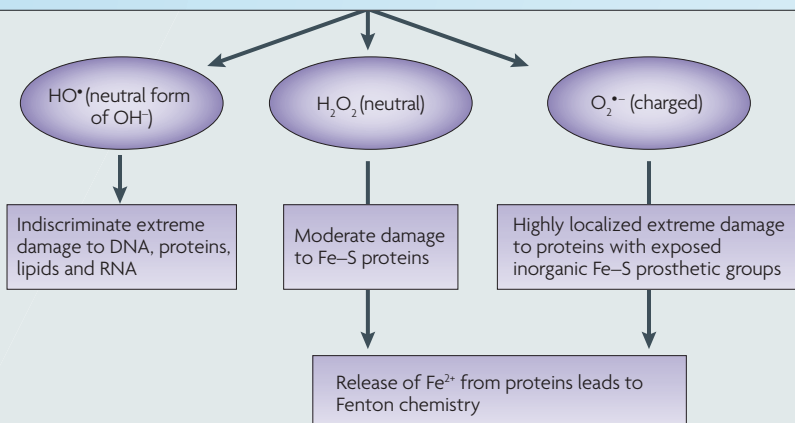 HO• (neutral form
of OH⁻)
H₂O₂ (neutral)
O₂•⁻ (charged)
Indiscriminate extreme
damage to DNA, proteins,
lipids and RNA
Moderate damage
to Fe–S proteins
Highly localized extreme damage
to proteins with exposed
inorganic Fe–S prosthetic groups
Release of Fe²⁺ from proteins leads to
Fenton chemistry